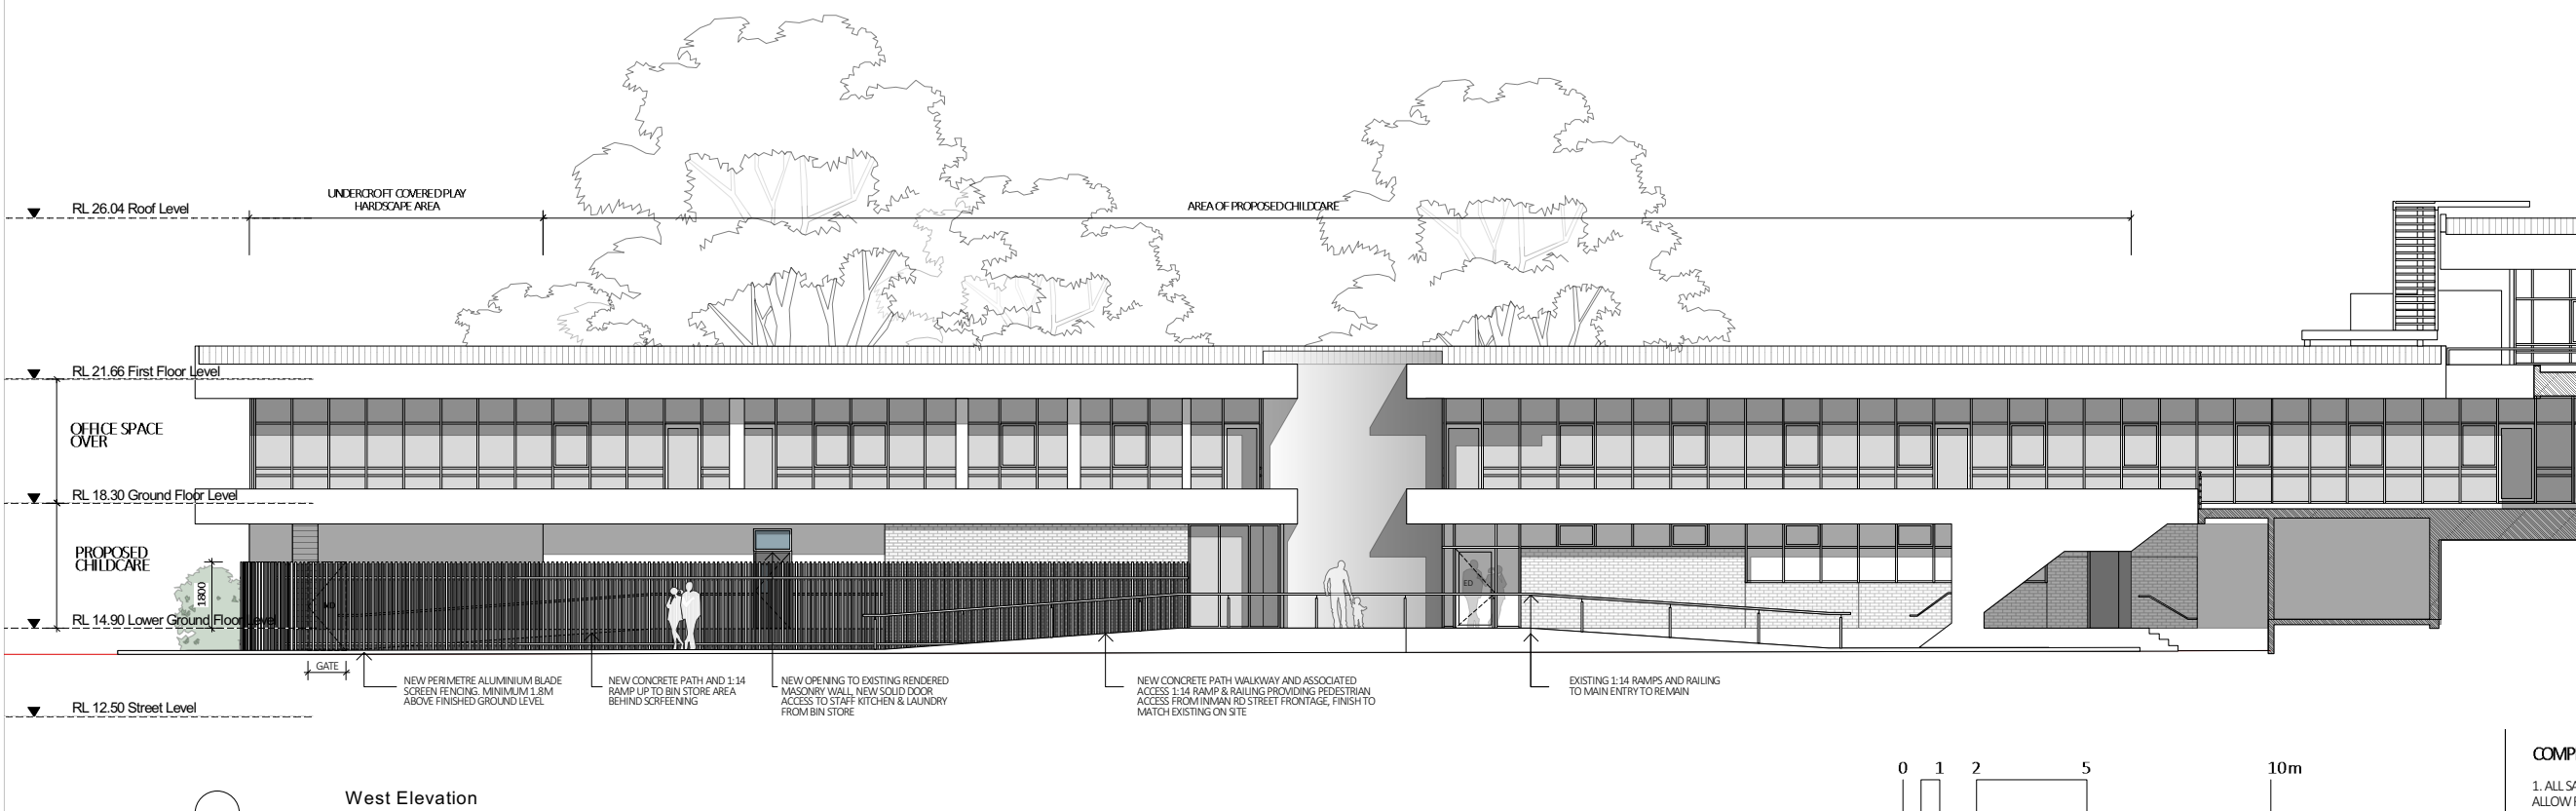 UNDERCROFT COVERED PLAY
HARDSCAPE AREA
RL 26.04 Roof Level
AREA OF PROPOSED CHILDCARE
RL 21.66 First Floor Level
OFFICE SPACE
OVER
RL 18.30 Ground Floor Level
PROPOSED
CHILDCARE
1800
ED
RL 14.90 Lower Ground Floor Level
GATE
NEW PERIMETRE ALUMINIUM BLADE
SCREEN FENCING. MINIMUM 1.8M
ABOVE FINISHED GROUND LEVEL
NEW CONCRETE PATH AND 1:14
RAMP UP TO BIN STORE AREA
BEHIND SCRFEENING
NEW OPENING TO EXISTING RENDERED
MASONRY WALL, NEW SOLID DOOR
ACCESS TO STAFF KITCHEN & LAUNDRY
FROM BIN STORE
NEW CONCRETE PATH WALKWAY AND ASSOCIATED
ACCESS 1:14 RAMP & RAILING PROVIDING PEDESTRIAN
ACCESS FROM INMAN RD STREET FRONTAGE, FINISH TO
MATCH EXISTING ON SITE
EXISTING 1:14 RAMPS AND RAILING
TO MAIN ENTRY TO REMAIN
RL 12.50 Street Level
West Elevation
0 1 2 5 10m
COMP
1. ALL SA
ALLOW